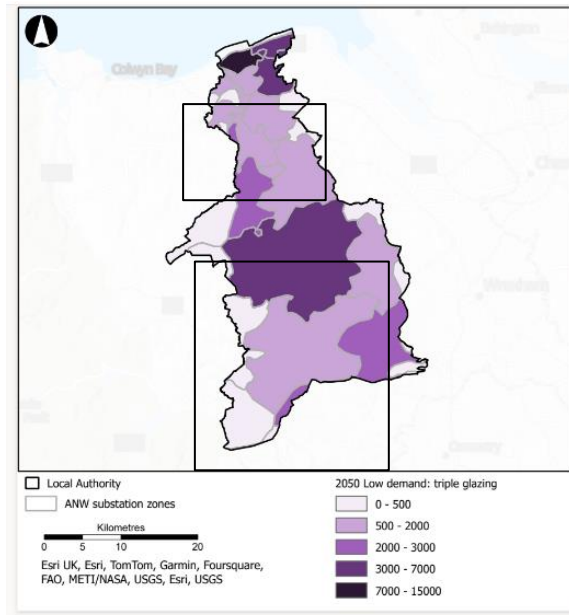 Colwyn Bay
Wrexham
Local Authority
ANW substation zones
Kilometres
0 5 10 20
Esri UK, Esri, TomTom, Garmin, Foursquare,
FAO, METI/NASA, USGS, Esri, USGS
2050 Low demand: triple glazing
0 - 500
500 - 2000
2000 - 3000
3000 - 7000
7000 - 15000